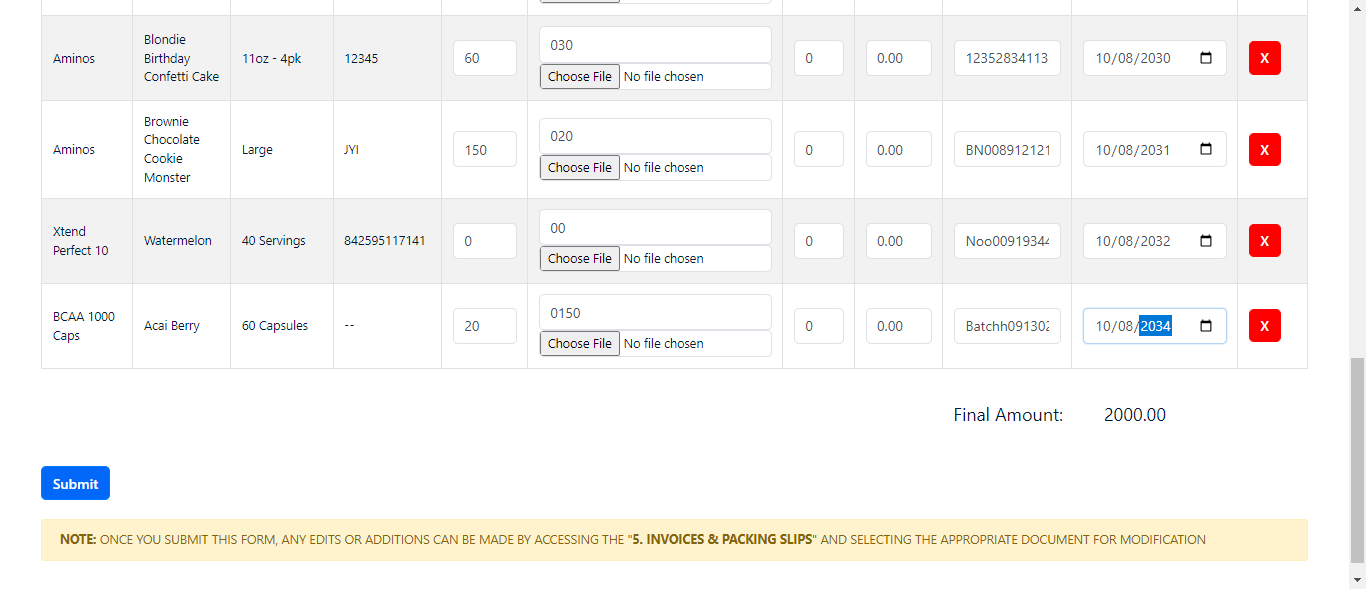 Aminos Blondie Birthday Confetti Cake 11oz - 4pk 12345 60 030 Choose File No file chosen 0 0.00 12352834113 10/08/2030 X
Aminos Brownie Chocolate Cookie Monster Large JYI 150 020 Choose File No file chosen 0 0.00 BN008912121 10/08/2031 X
Xtend Perfect 10 Watermelon 40 Servings 842595117141 0 00 Choose File No file chosen 0 0.00 Noo00919344 10/08/2032 X
BCAA 1000 Caps Acai Berry 60 Capsules -- 20 0150 Choose File No file chosen 0 0.00 Batchh091302 10/08/2034 X
Final Amount: 2000.00
Submit
NOTE: ONCE YOU SUBMIT THIS FORM, ANY EDITS OR ADDITIONS CAN BE MADE BY ACCESSING THE "5. INVOICES & PACKING SLIPS" AND SELECTING THE APPROPRIATE DOCUMENT FOR MODIFICATION